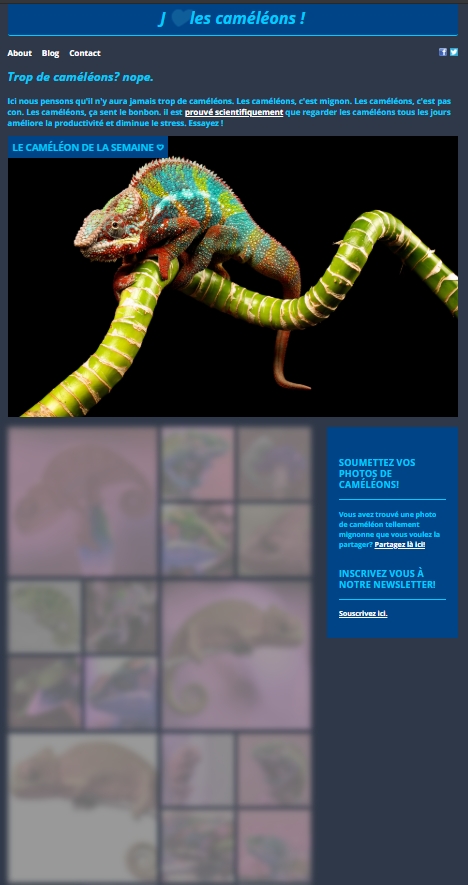 J les caméléons !
About Blog Contact
Trop de caméléons? nope.
Ici nous pensons qu'il n'y aura jamais trop de caméléons. Les caméléons, c'est mignon. Les caméléons, c'est pas
con. Les caméléons, ça sent le bonbon. il est prouvé scientifiquement que regarder les caméléons tous les jours
améliore la productivité et diminue le stress. Essayez !
LE CAMÉLÉON DE LA SEMAINE
SOUMETTEZ VOS
PHOTOS DE
CAMÉLÉONS!
Vous avez trouvé une photo
de caméléon tellement
mignonne que vous voulez la
partager? Partagez là ici!
INSCRIVEZ VOUS À
NOTRE NEWSLETTER!
Souscrivez ici.